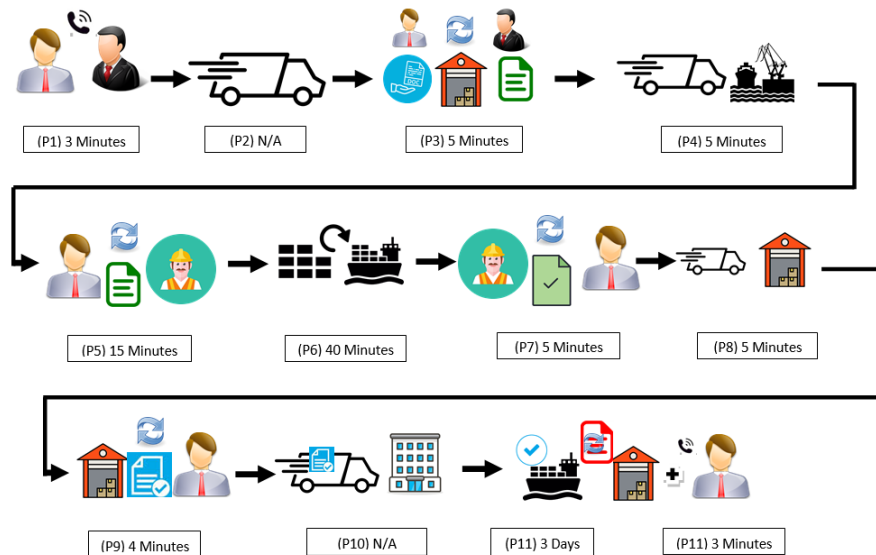 (P1) 3 Minutes
(P2) N/A
DOC
(P3) 5 Minutes
(P4) 5 Minutes
(P5) 15 Minutes
(P6) 40 Minutes
(P7) 5 Minutes
(P8) 5 Minutes
(P9) 4 Minutes
(P10) N/A
(P11) 3 Days
(P11) 3 Minutes